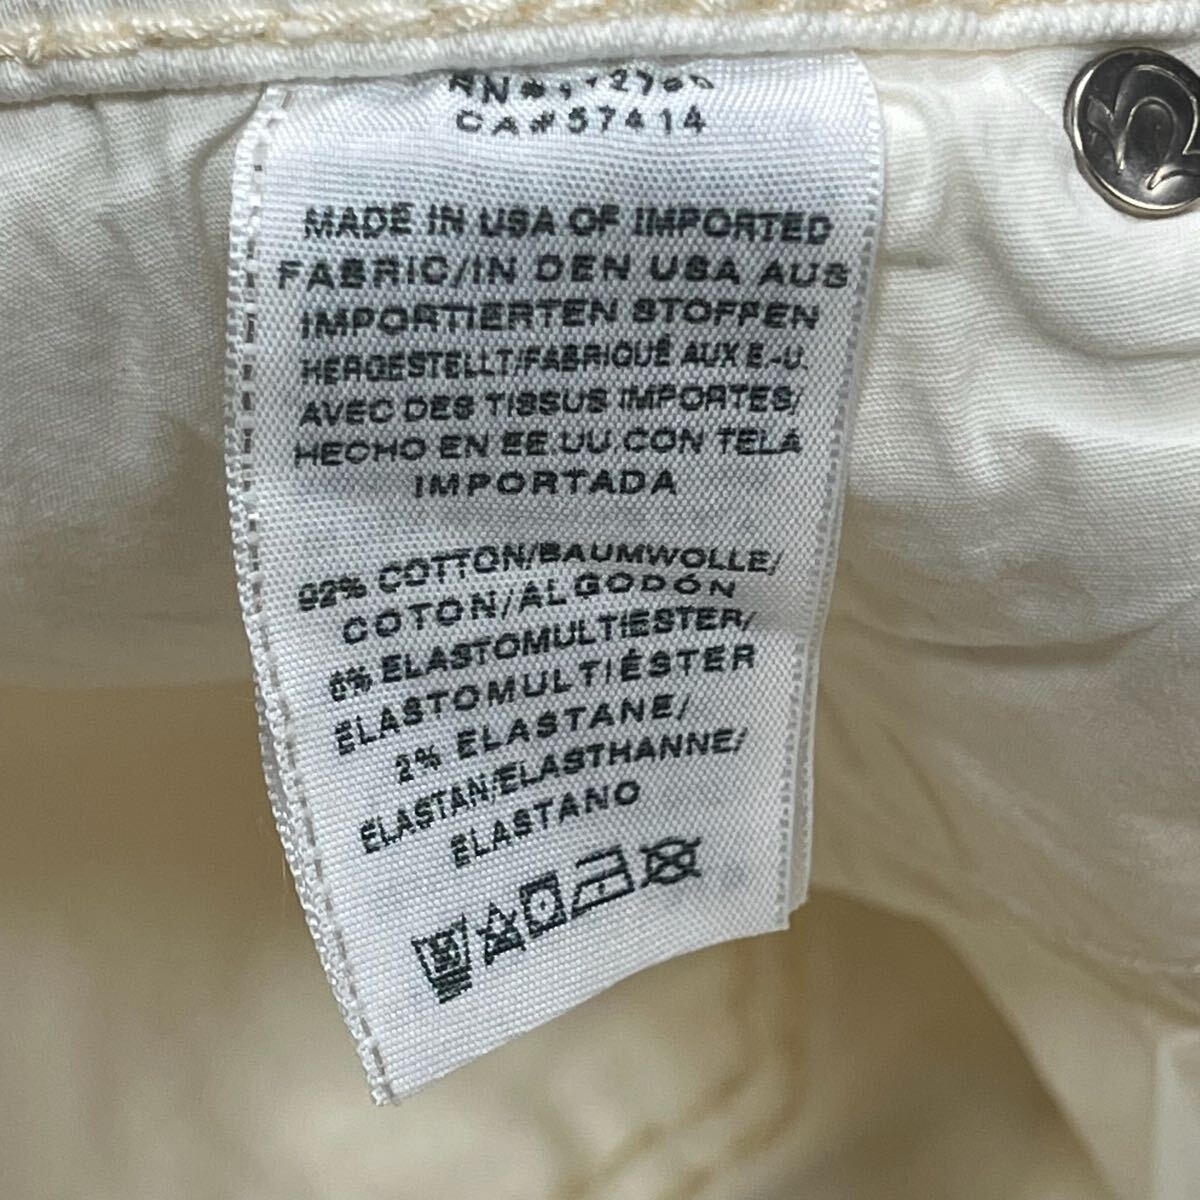 CA#57414
MADE IN USA OF IMPORTED
FABRIC/IN DEN USA AUS
IMPORTIERTEN STOFFEN
HERGESTELLT/FABRIQUÉ AUX E.-U.
AVEC DES TISSUS IMPORTES/
HECHO EN EE.UU CON TELA
IMPORTADA
92% COTTON/BAUMWOLLE/
COTON/ALGODÓN
6% ELASTOMULTIESTER/
ELASTOMULTIÉSTER
2% ELASTANE/
ELASTAN/ELASTHANNE/
ELASTANO